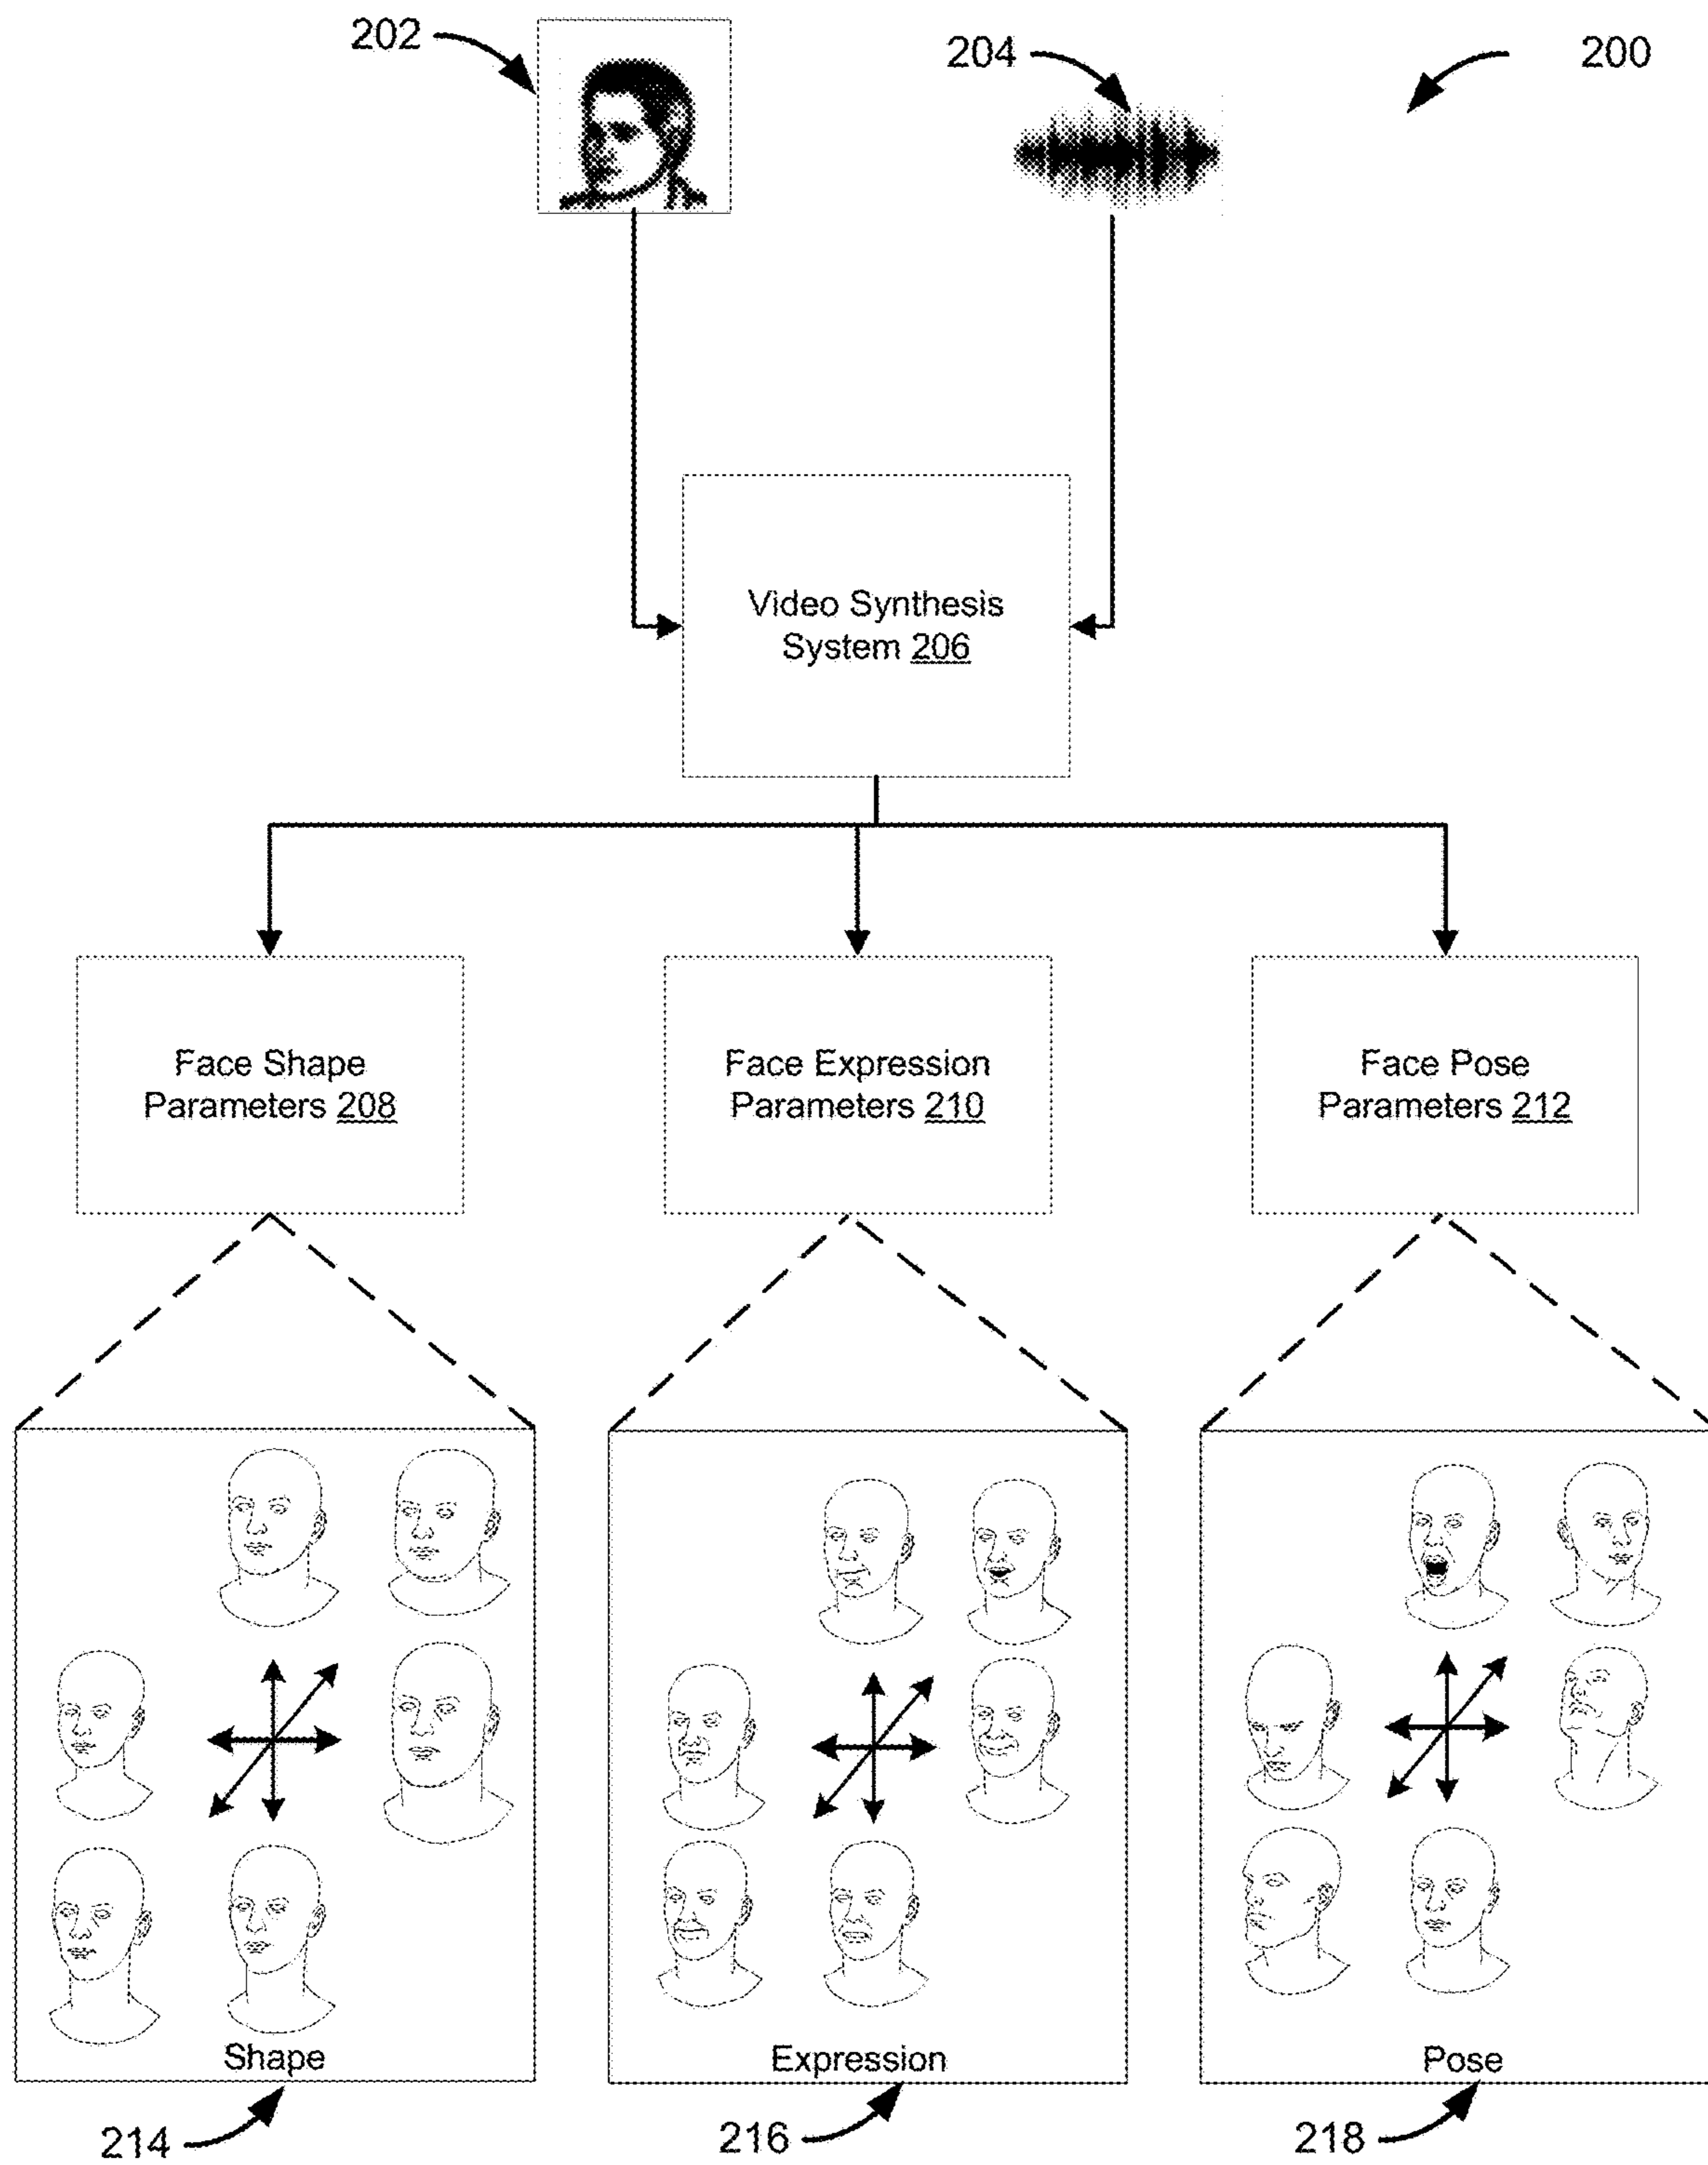 202
204
200
Video Synthesis
System 206
Face Shape
Parameters 208
Face Expression
Parameters 210
Face Pose
Parameters 212
Shape
Expression
Pose
214
216
218